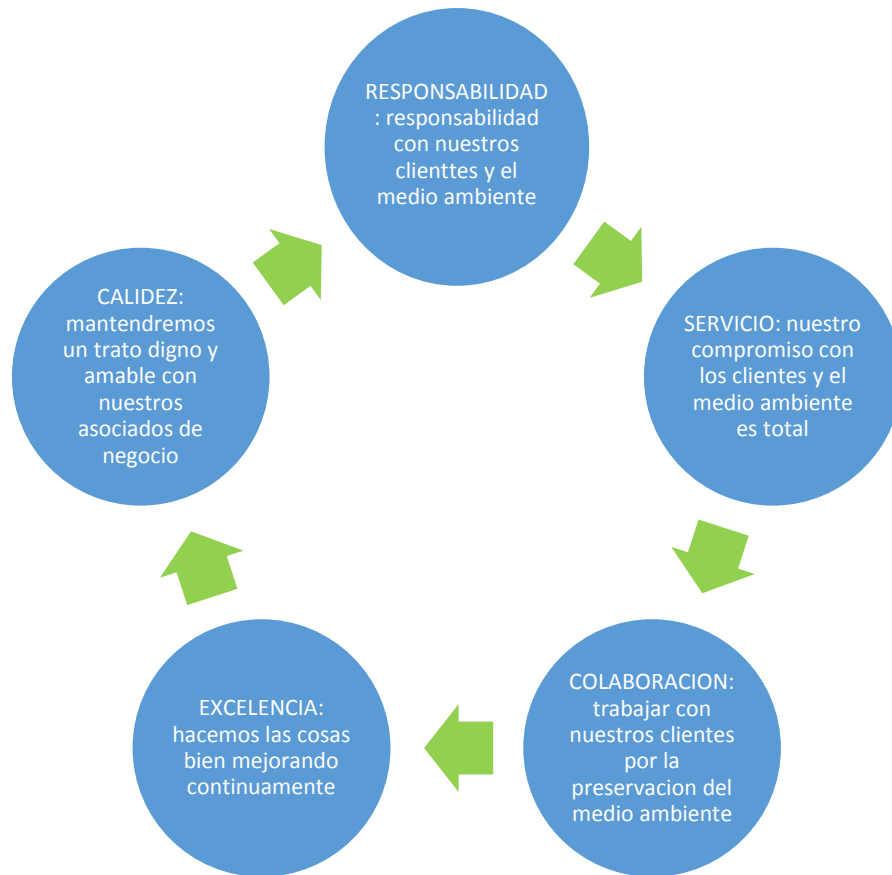 RESPONSABILIDAD
: responsabilidad
con nuestros
clienttes y el
medio ambiente
SERVICIO: nuestro
compromiso con
los clientes y el
medio ambiente
es total
COLABORACION:
trabajar con
nuestros clientes
por la
preservacion del
medio ambiente
EXCELENCIA:
hacemos las cosas
bien mejorando
continuamente
CALIDEZ:
mantendremos
un trato digno y
amable con
nuestros
asociados de
negocio